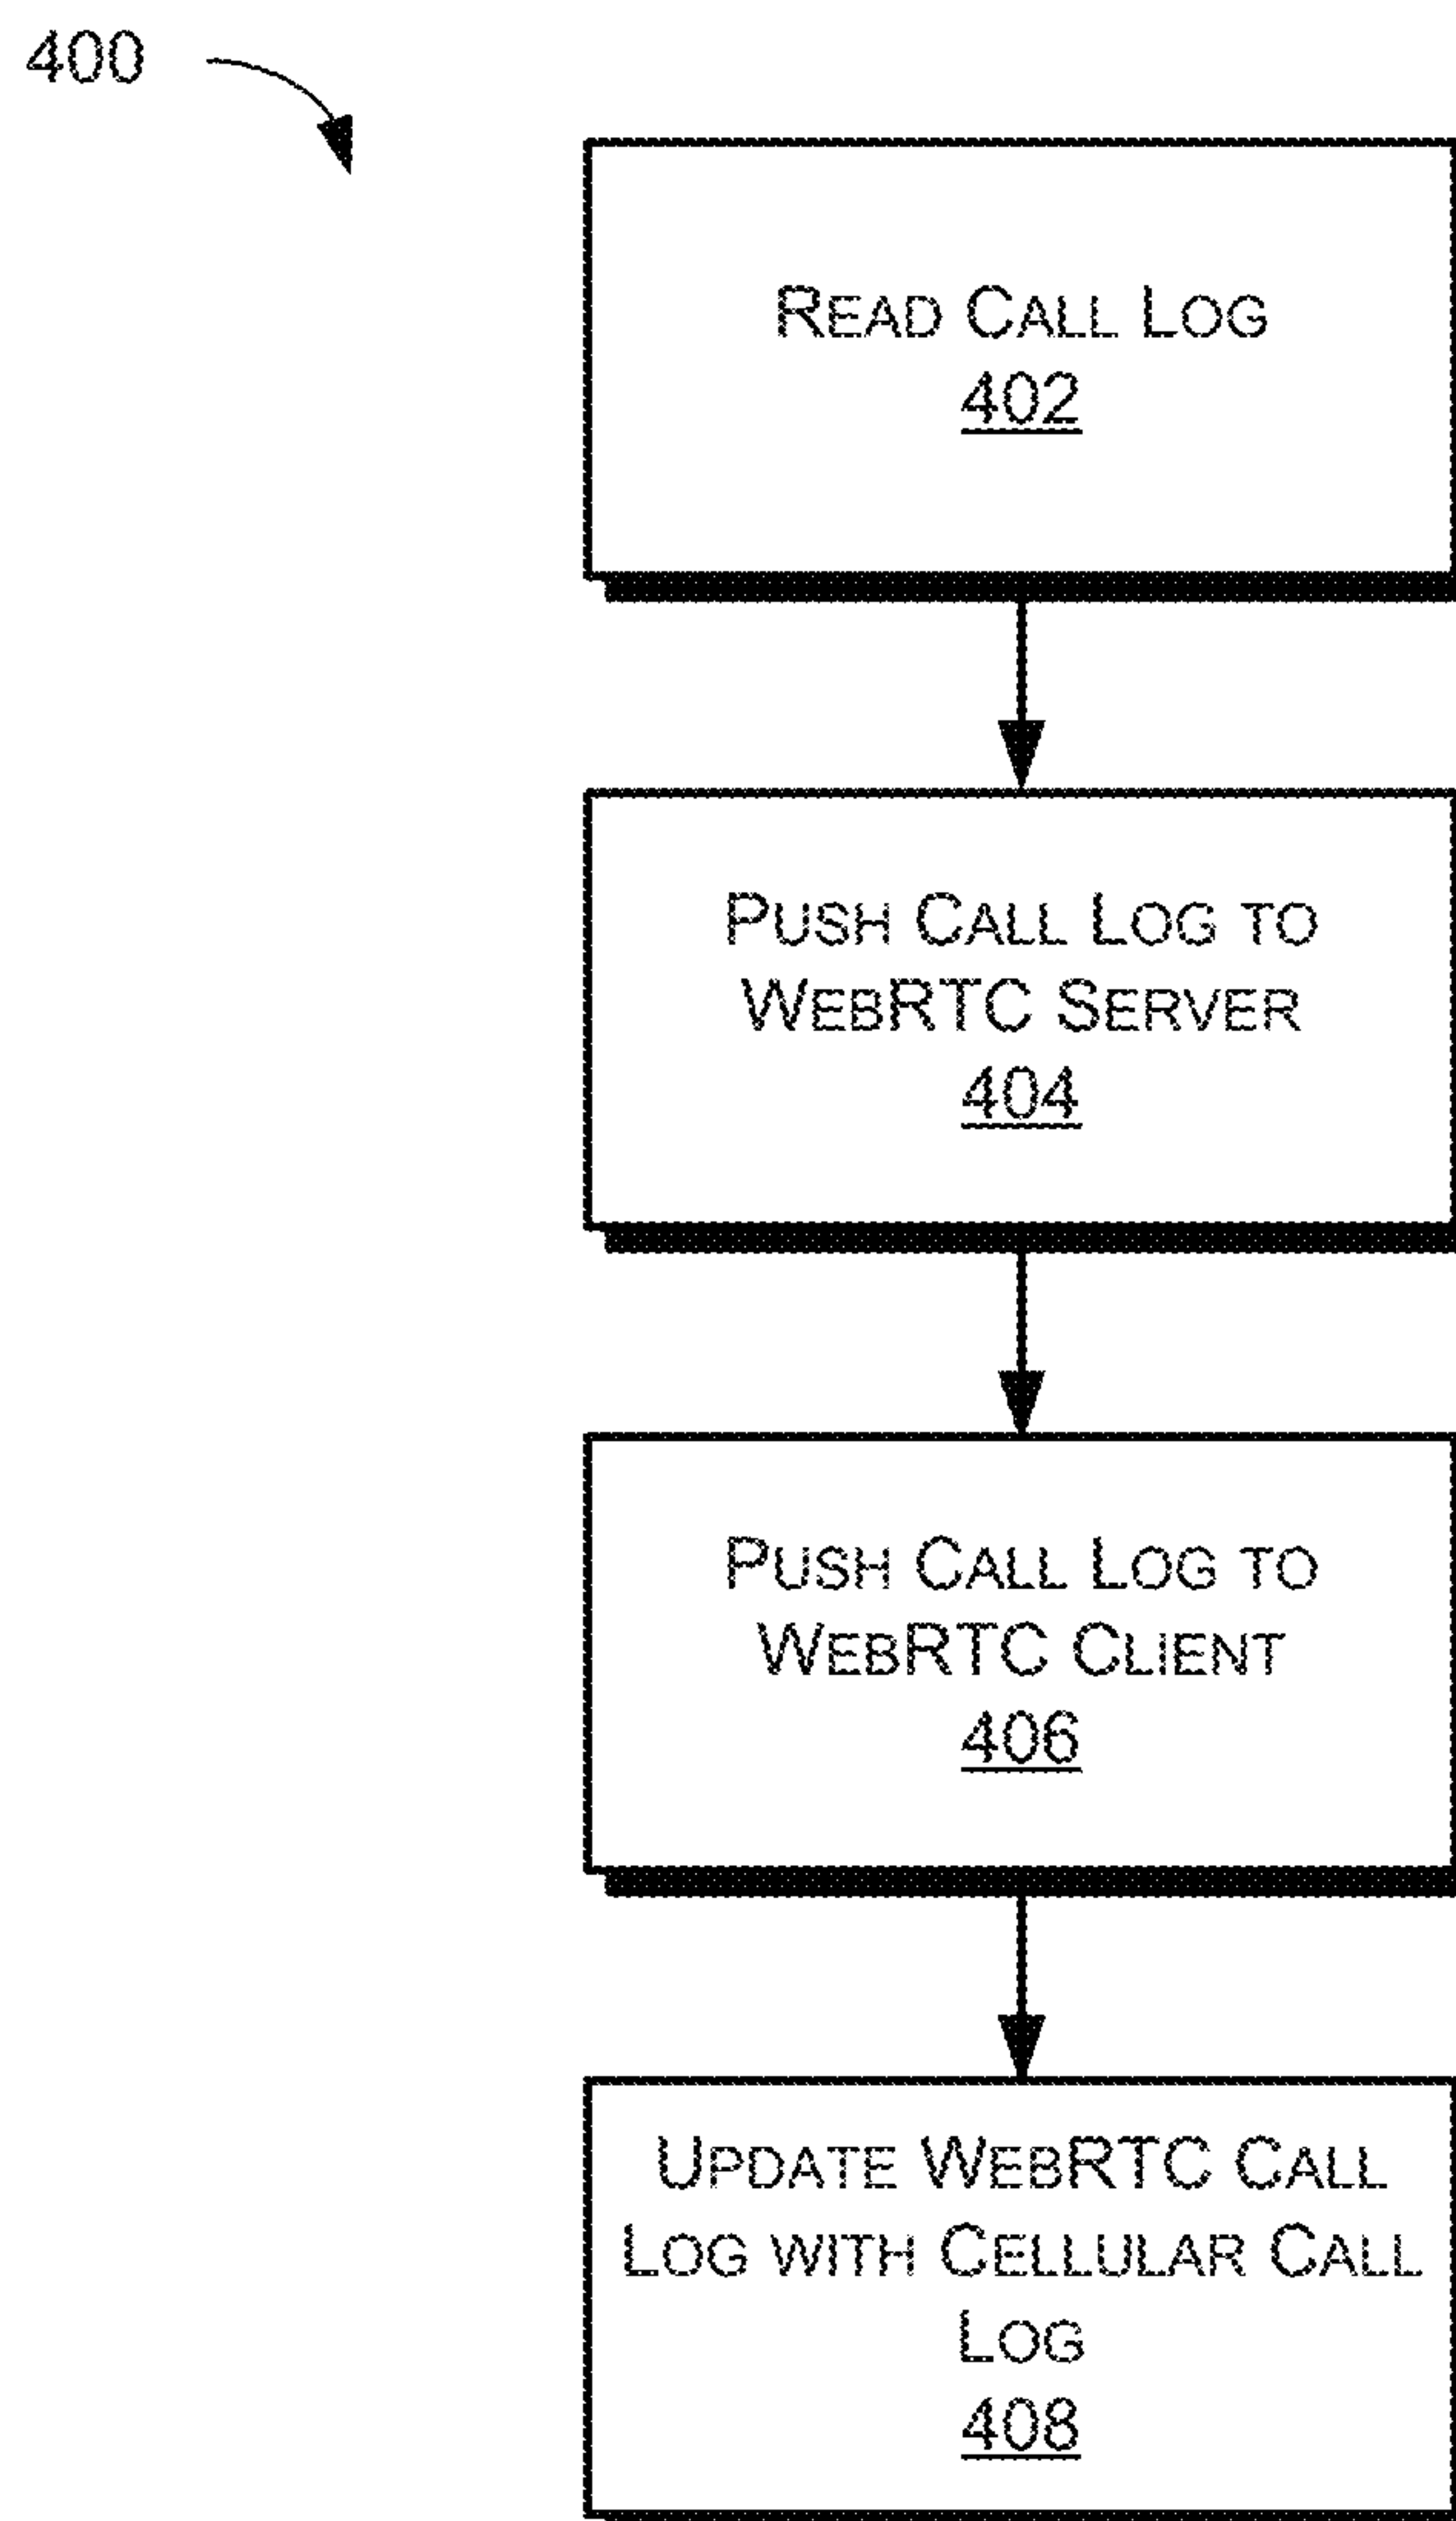 400
READ CALL LOG
402
PUSH CALL LOG TO
WEBRTC SERVER
404
PUSH CALL LOG TO
WEBRTC CLIENT
406
UPDATE WEBRTC CALL
LOG WITH CELLULAR CALL
LOG
408